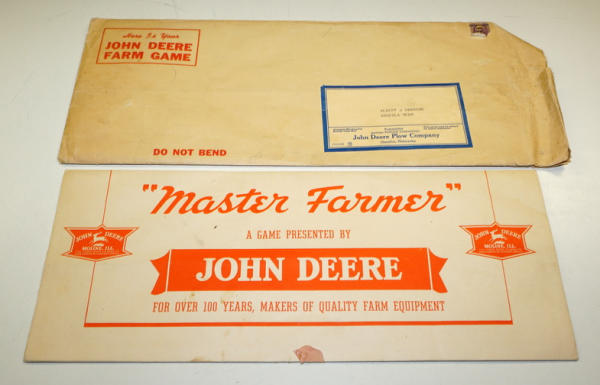 Here Is Your
JOHN DEERE
FARM GAME
DO NOT BEND
John Deere Plow Company
"Master Farmer"
A GAME PRESENTED BY
JOHN DEERE
FOR OVER 100 YEARS, MAKERS OF QUALITY FARM EQUIPMENT
JOHN DEERE
MOLINE, ILL.
JOHN DEERE
MOLINE, ILL.